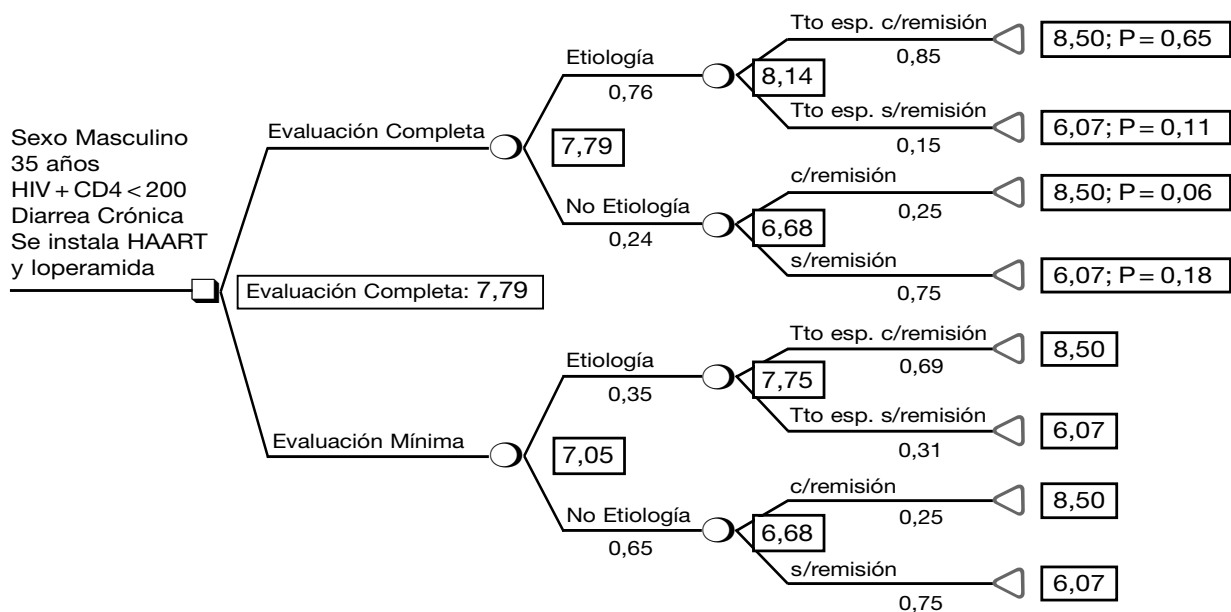 Sexo Masculino
35 años
HIV + CD4 < 200
Diarrea Crónica
Se instala HAART
y loperamida
Evaluación Completa: 7,79
Evaluación Completa
7,79
Etiología
0,76
8,14
Tto esp. c/remisión
0,85
8,50; P = 0,65
Tto esp. s/remisión
0,15
6,07; P = 0,11
No Etiología
0,24
6,68
c/remisión
0,25
8,50; P = 0,06
s/remisión
0,75
6,07; P = 0,18
Evaluación Mínima
7,05
Etiología
0,35
7,75
Tto esp. c/remisión
0,69
8,50
Tto esp. s/remisión
0,31
6,07
No Etiología
0,65
6,68
c/remisión
0,25
8,50
s/remisión
0,75
6,07